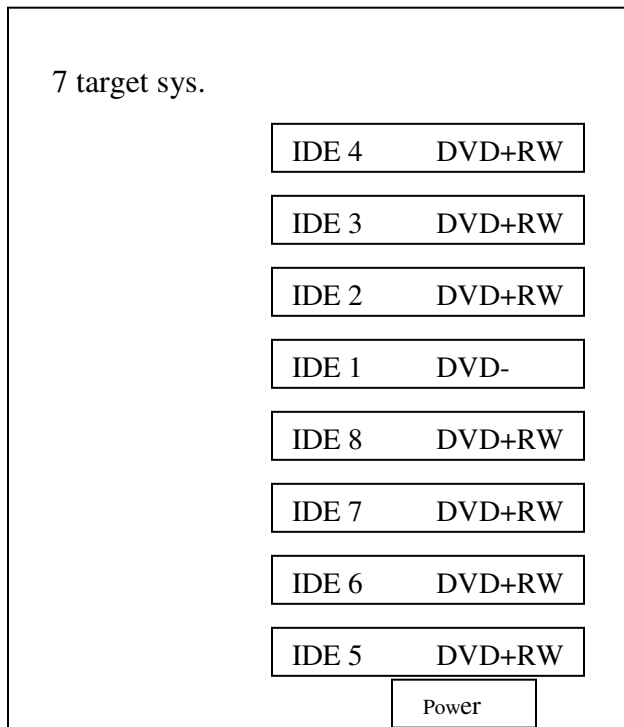 7 target sys.
IDE 4 DVD+RW
IDE 3 DVD+RW
IDE 2 DVD+RW
IDE 1 DVD-
IDE 8 DVD+RW
IDE 7 DVD+RW
IDE 6 DVD+RW
IDE 5 DVD+RW
Power